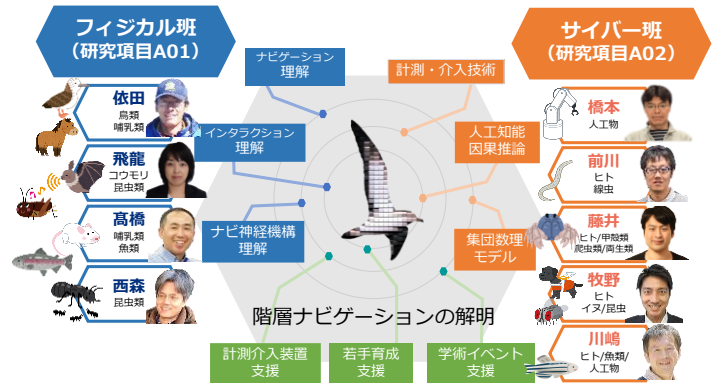 フィジカル班
（研究項目A01）
サイバー班
（研究項目A02）
ナビゲーション
理解
計測・介入技術
依田
鳥類
哺乳類
インタラクション
理解
人工知能
因果推論
橋本
人工物
飛龍
コウモリ
昆虫類
前川
ヒト
線虫
髙橋
哺乳類
魚類
ナビ神経機構
理解
集団数理
モデル
藤井
ヒト/甲殻類
爬虫類/両生類
西森
昆虫類
牧野
ヒト
イヌ/昆虫
階層ナビゲーションの解明
川嶋
ヒト/魚類/
人工物
計測介入装置
支援
若手育成
支援
学術イベント
支援